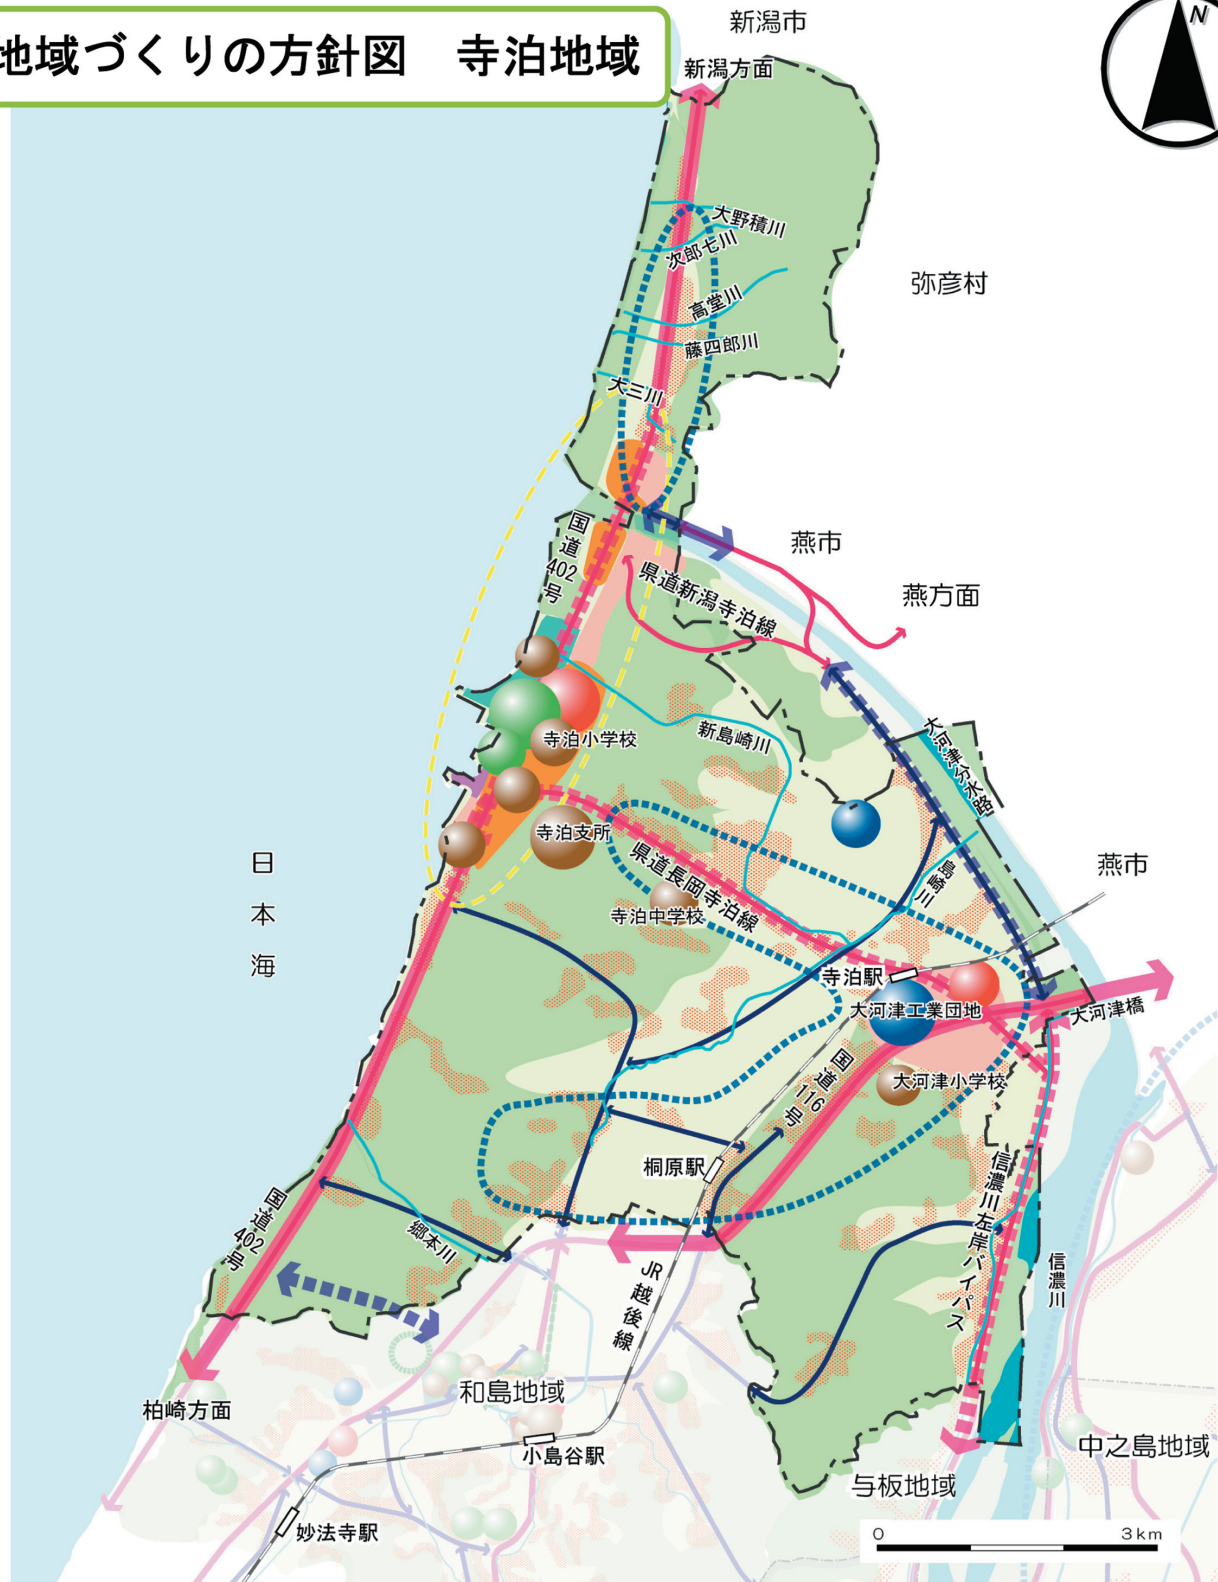 地域づくりの方針図　寺泊地域
新潟市
新潟方面
N
大野積川
次郎七川
弥彦村
高堂川
藤四郎川
大三川
国道402号
燕市
県道新潟寺泊線
燕方面
新島崎川
大河津分水路
寺泊小学校
寺泊支所
県道長岡寺泊線
島崎川
燕市
日本海
寺泊中学校
寺泊駅
大河津工業団地
大河津橋
国道116号
大河津小学校
桐原駅
信濃川左岸バイパス
国道402号
郷本川
JR越後線
信濃川
和島地域
柏崎方面
小島谷駅
中之島地域
与板地域
妙法寺駅
0 3km